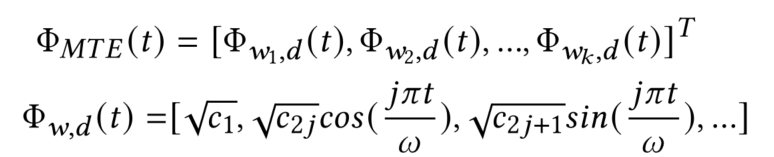 Φ_{MTE}(t) = [Φ_{w_1,d}(t), Φ_{w_2,d}(t), ..., Φ_{w_k,d}(t)]^T
Φ_{w,d}(t) =[√c_1, √c_{2j}cos(jπt/ω), √c_{2j+1}sin(jπt/ω), ...]